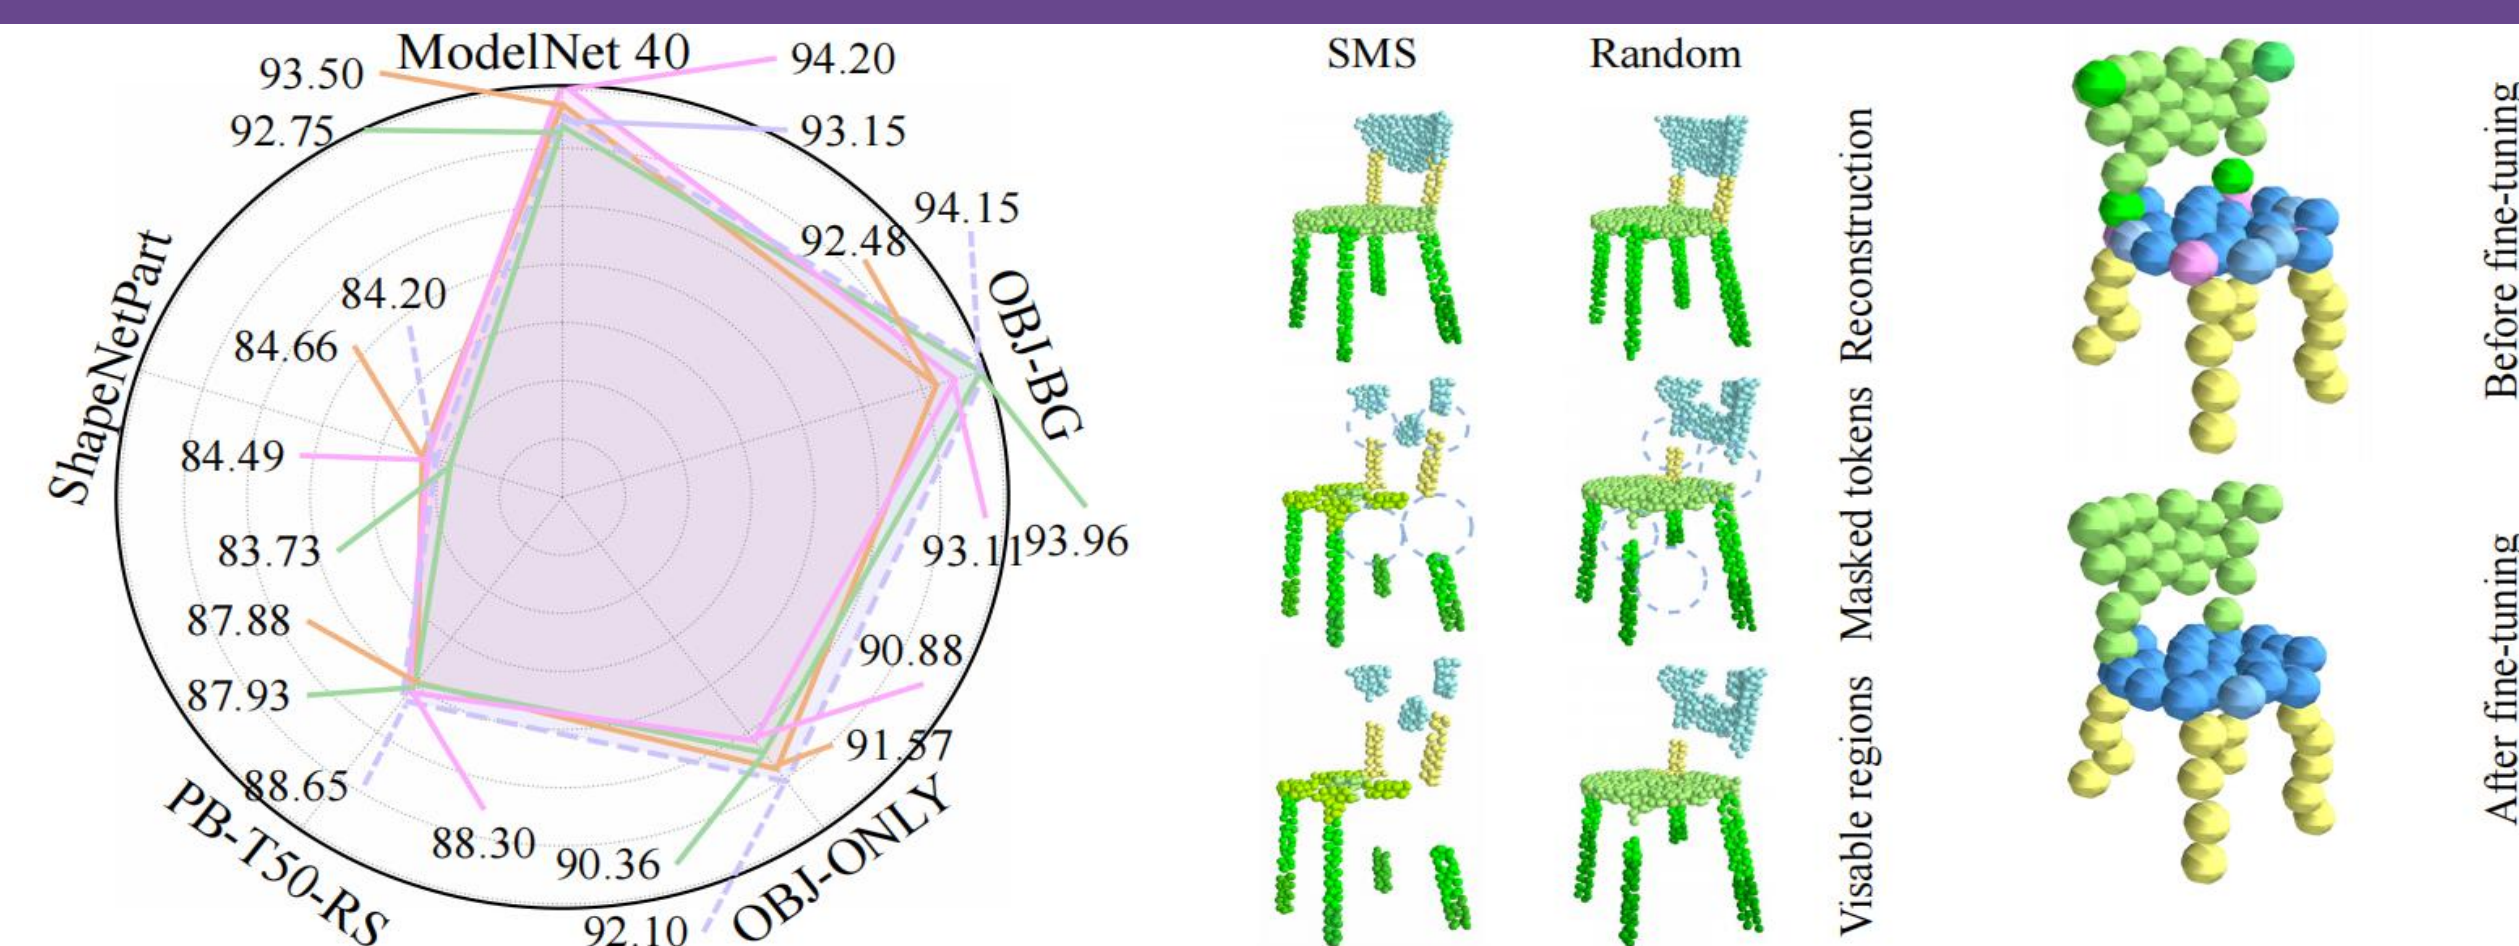 ModelNet 40
93.50
94.20
92.75
93.15
94.15
92.48
OBJ-BG
ShapeNetPart
84.20
84.66
84.49
83.73
93.11
93.96
87.88
87.93
90.88
91.57
88.65
PB-T50-RS
88.30
90.36
92.10
OBJ-ONLY
SMS
Random
Reconstruction
Masked tokens
Visable regions
Before fine-tuning
After fine-tuning